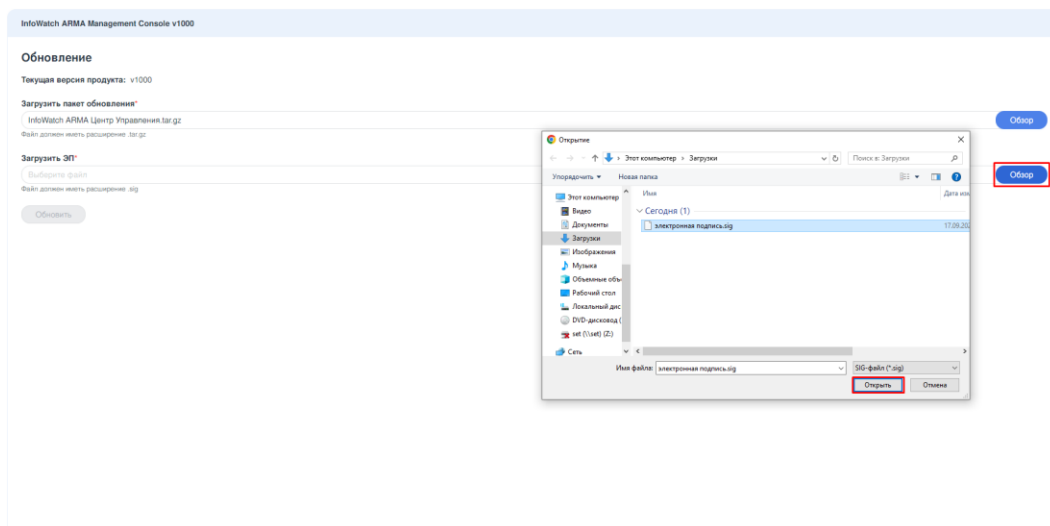 InfoWatch ARMA Management Console v1000
Обновление
Текущая версия продукта: v1000
Загрузить пакет обновления*
InfoWatch ARMA Центр Управления.tar.gz
Обзор
Файл должен иметь расширение .tar.gz
Загрузить ЭП*
Выберите файл
Обзор
Файл должен иметь расширение .sig
Обновить
Открытие
Этот компьютер › Загрузки
Поиск в: Загрузки
Упорядочить
Новая папка
Этот компьютер
Видео
Документы
Загрузки
Изображения
Музыка
Объемные объ
Рабочий стол
Локальный дис
DVD-дисковод (
set (\\set) (Z:)
Сеть
Имя
Дата изм
Сегодня (1)
электронная подпись.sig
17.09.202
Имя файла: электронная подпись.sig
SIG-файл (*.sig)
Открыть
Отмена